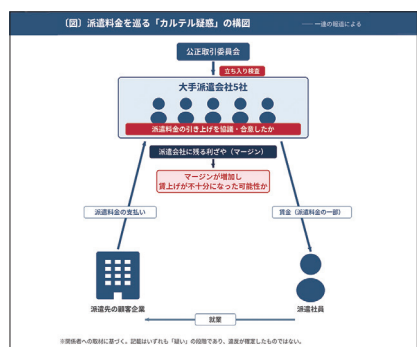 〔図〕派遣料金を巡る「カルテル疑惑」の構図
── 一連の報道による
公正取引委員会
立ち入り検査
大手派遣会社5社
派遣料金の引き上げを協議・合意したか
派遣会社に残る利ざや（マージン）
マージンが増加し
賃上げが不十分になった可能性か
派遣料金の支払い
賃金（派遣料金の一部）
派遣先の顧客企業
派遣社員
就業
※関係者への取材に基づく。記載はいずれも「疑い」の段階であり、違反が確定したものではない。